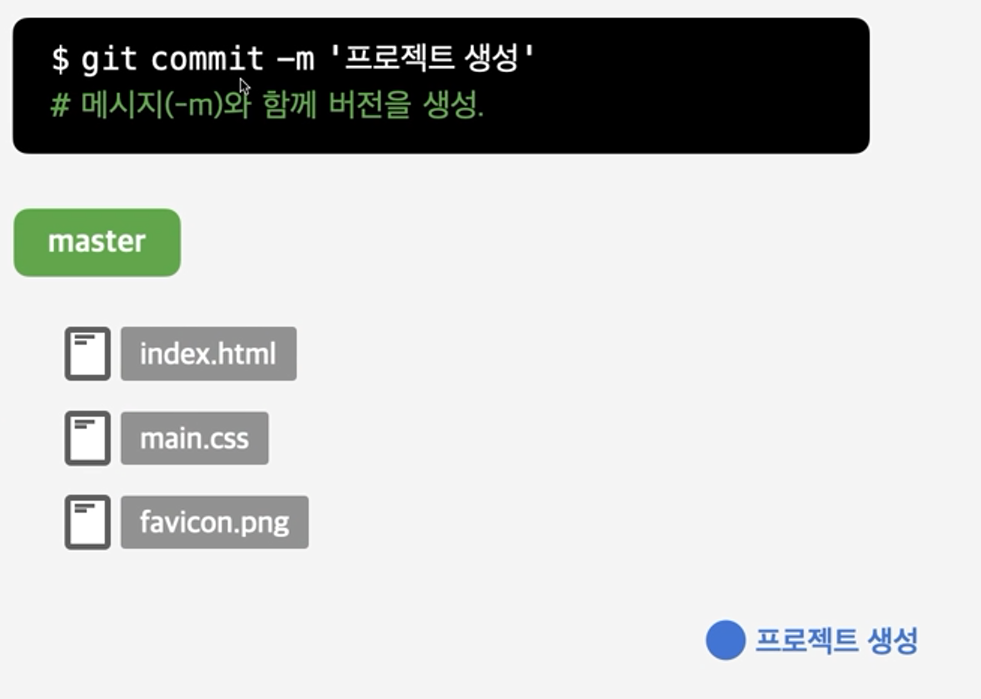 $ git commit -m '프로젝트 생성'
# 메시지(-m)와 함께 버전을 생성.
master
index.html
main.css
favicon.png
프로젝트 생성